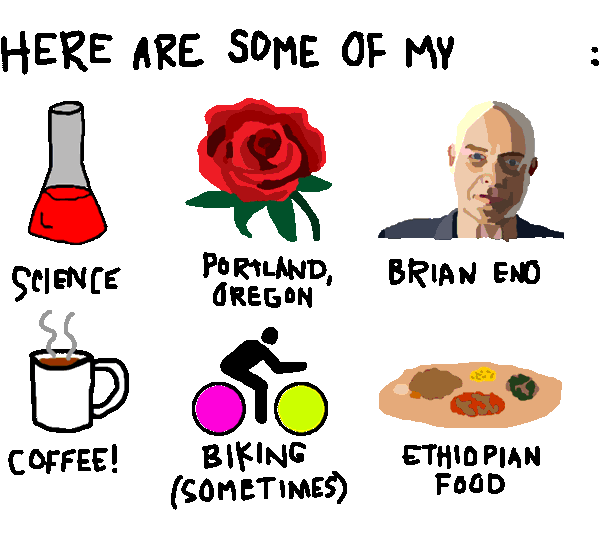 HERE ARE SOME OF MY :
SCIENCE
PORTLAND,
OREGON
BRIAN ENO
COFFEE!
BIKING
(SOMETIMES)
ETHIOPIAN
FOOD